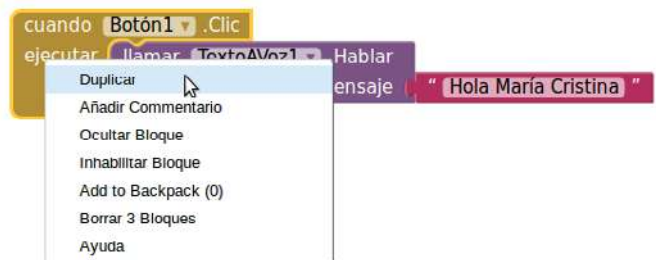 cuando Botón1 .Clic
ejecutar llamar TextoAVoz1 .Hablar
ensaje " Hola María Cristina "
Duplicar
Añadir Commentario
Ocultar Bloque
Inhabilitar Bloque
Add to Backpack (0)
Borrar 3 Bloques
Ayuda